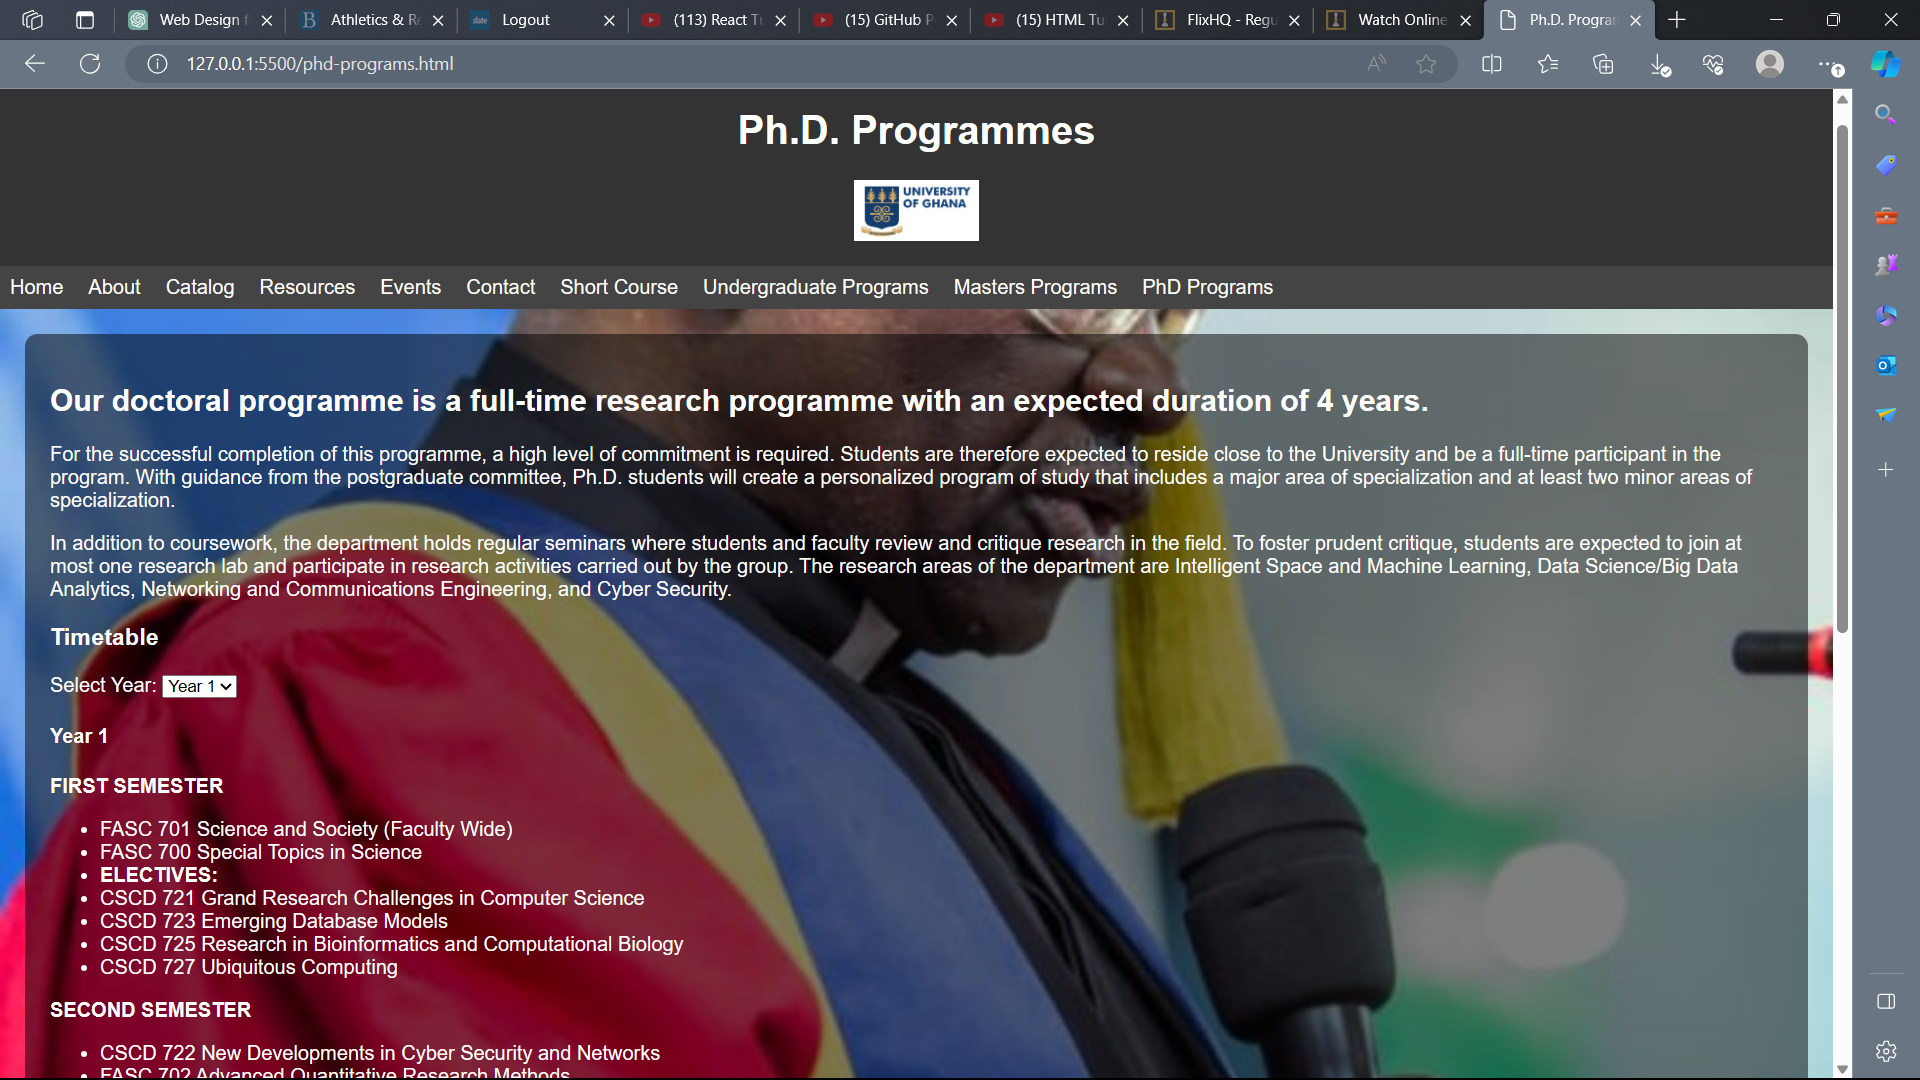 Web Design f
Athletics & Re
Logout
(113) React Tu
(15) GitHub P
(15) HTML Tu
FlixHQ - Regu
Watch Online
Ph.D. Program
127.0.0.1:5500/phd-programs.html
Ph.D. Programmes
UNIVERSITY
OF GHANA
Home About Catalog Resources Events Contact Short Course Undergraduate Programs Masters Programs PhD Programs
Our doctoral programme is a full-time research programme with an expected duration of 4 years.
For the successful completion of this programme, a high level of commitment is required. Students are therefore expected to reside close to the University and be a full-time participant in the
program. With guidance from the postgraduate committee, Ph.D. students will create a personalized program of study that includes a major area of specialization and at least two minor areas of
specialization.
In addition to coursework, the department holds regular seminars where students and faculty review and critique research in the field. To foster prudent critique, students are expected to join at
most one research lab and participate in research activities carried out by the group. The research areas of the department are Intelligent Space and Machine Learning, Data Science/Big Data
Analytics, Networking and Communications Engineering, and Cyber Security.
Timetable
Select Year: Year 1
Year 1
FIRST SEMESTER
• FASC 701 Science and Society (Faculty Wide)
• FASC 700 Special Topics in Science
• ELECTIVES:
• CSCD 721 Grand Research Challenges in Computer Science
• CSCD 723 Emerging Database Models
• CSCD 725 Research in Bioinformatics and Computational Biology
• CSCD 727 Ubiquitous Computing
SECOND SEMESTER
• CSCD 722 New Developments in Cyber Security and Networks
• FASC 702 Advanced Quantitative Research Methods